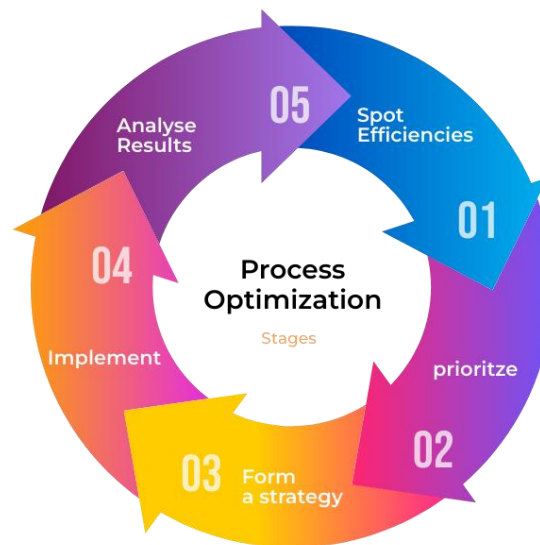 Process
Optimization
Stages
Spot
Efficiencies
01
prioritze
02
03
Form
a strategy
04
Implement
05
Analyse
Results